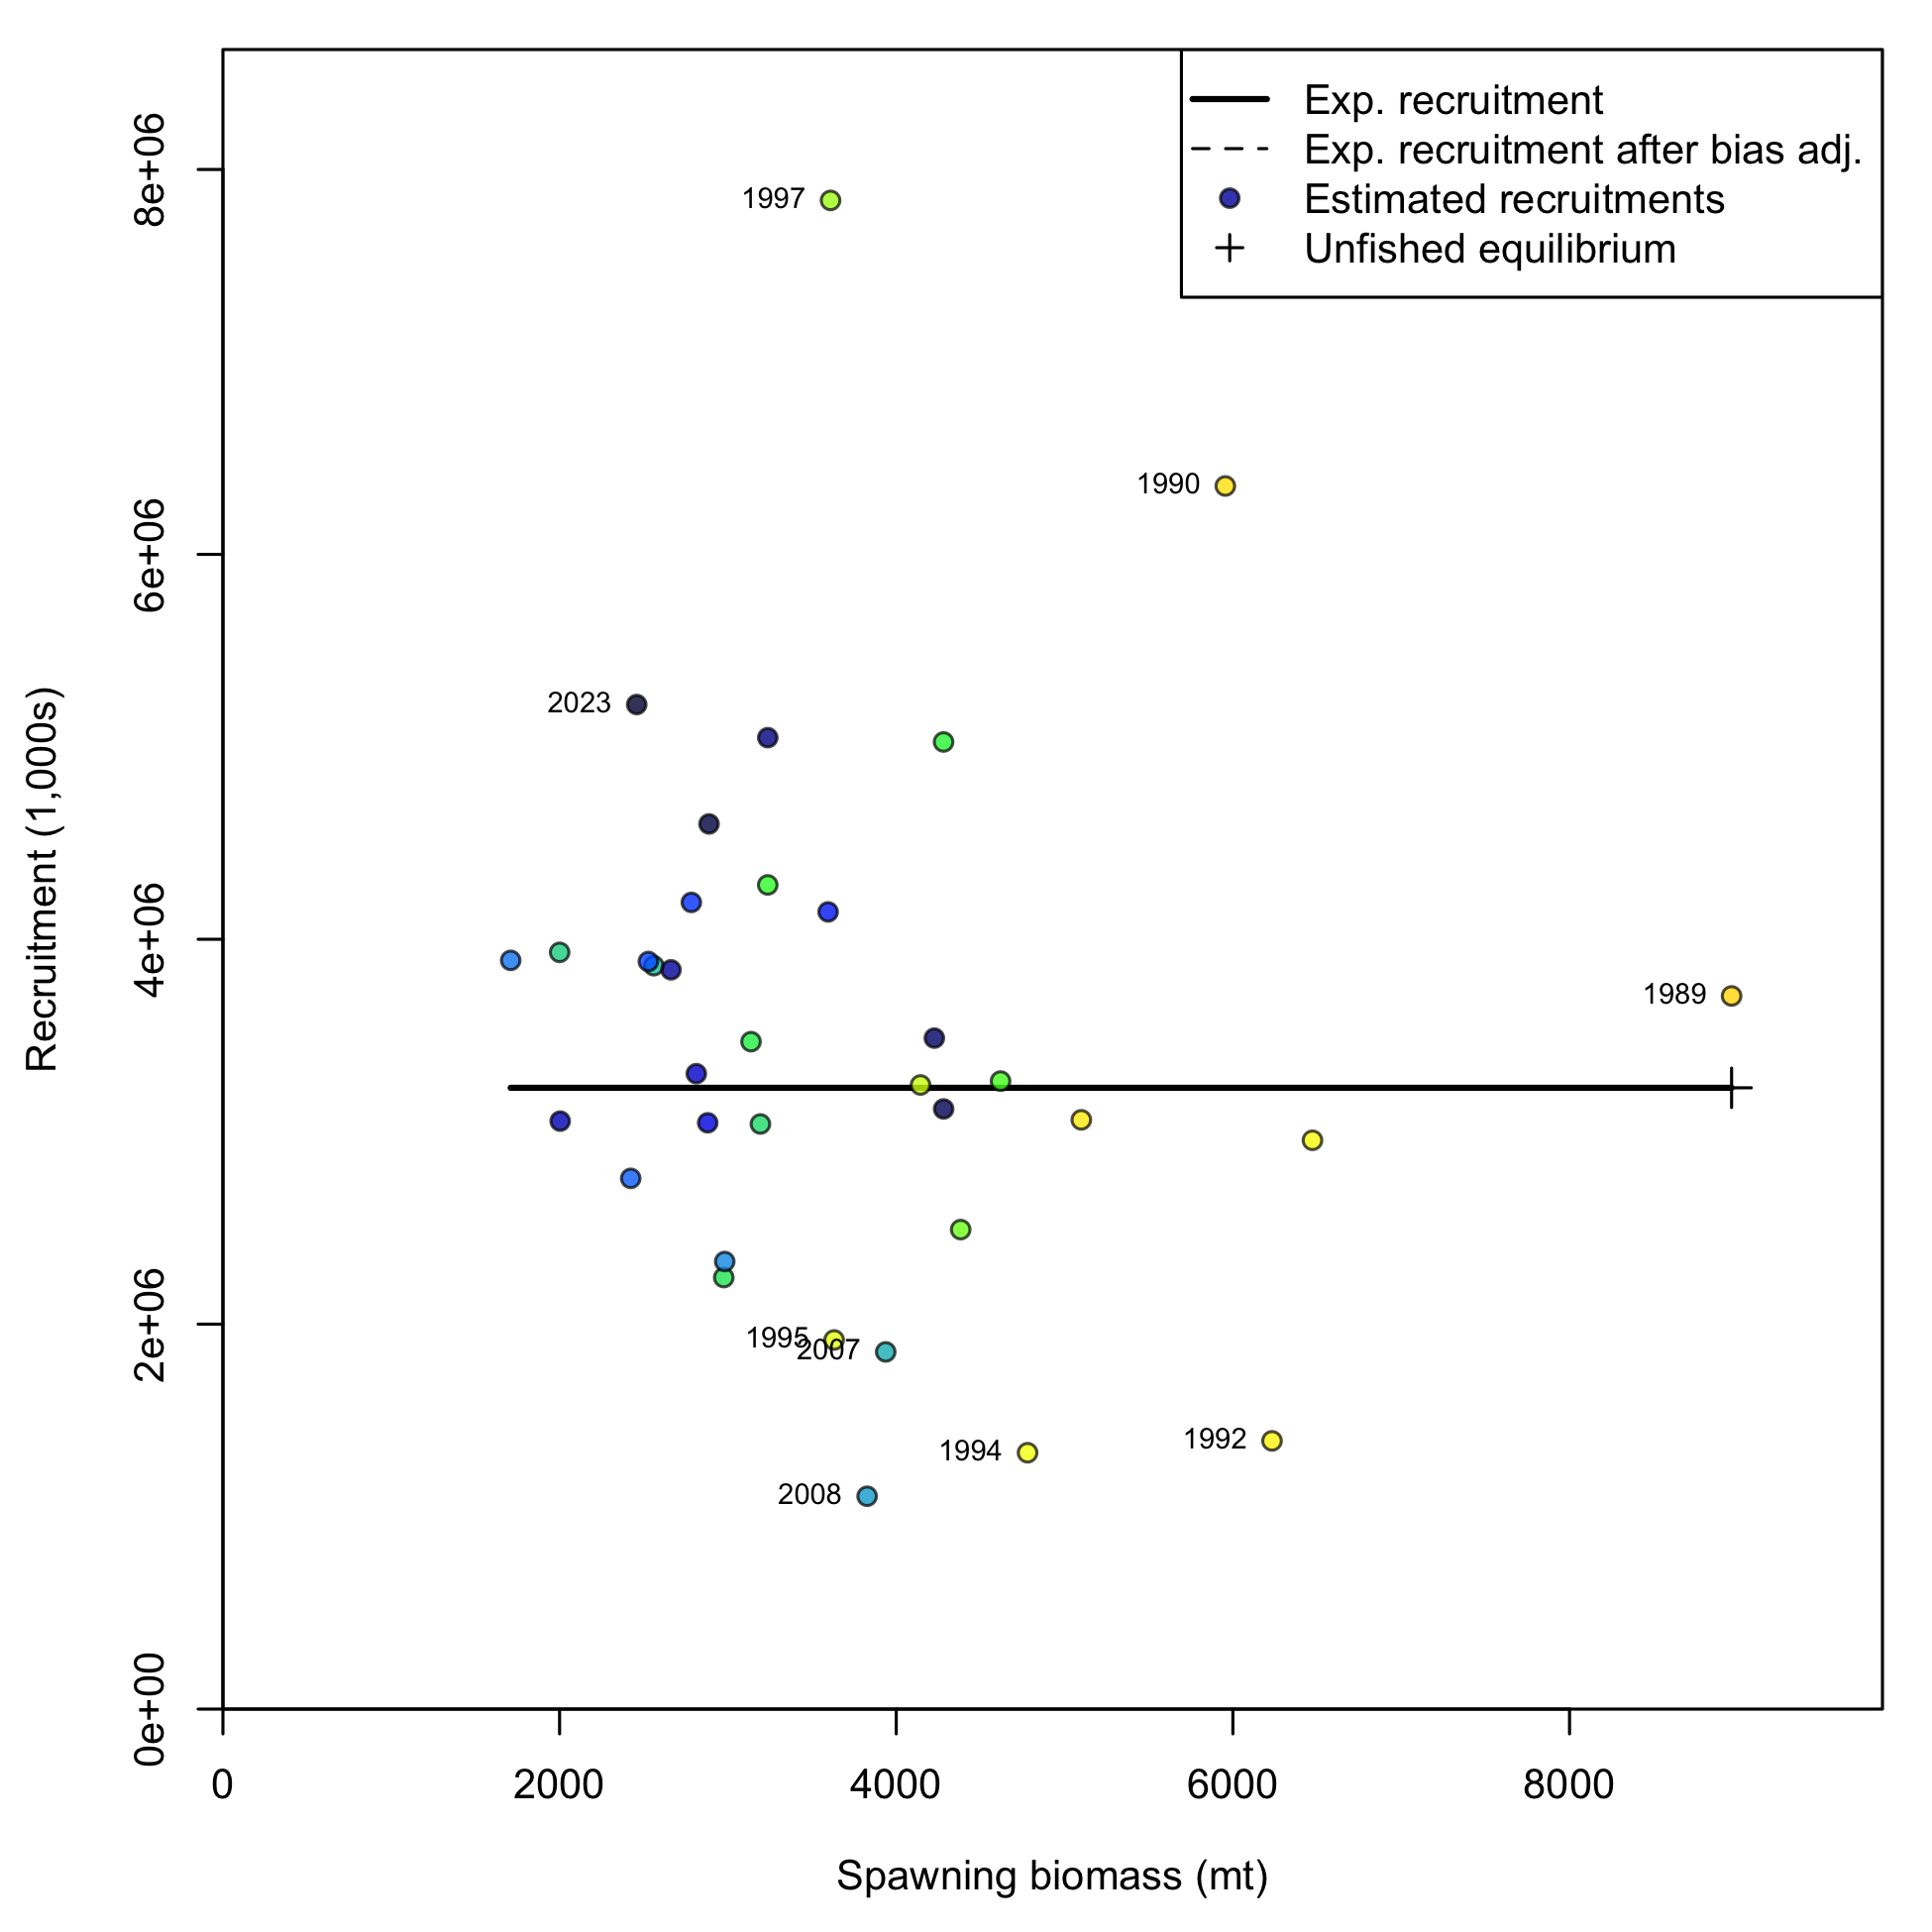 Exp. recruitment
Exp. recruitment after bias adj.
Estimated recruitments
Unfished equilibrium
8e+06
6e+06
4e+06
2e+06
0e+00
Recruitment (1,000s)
1997
1990
2023
1989
1995
2007
1994
1992
2008
0
2000
4000
6000
8000
Spawning biomass (mt)